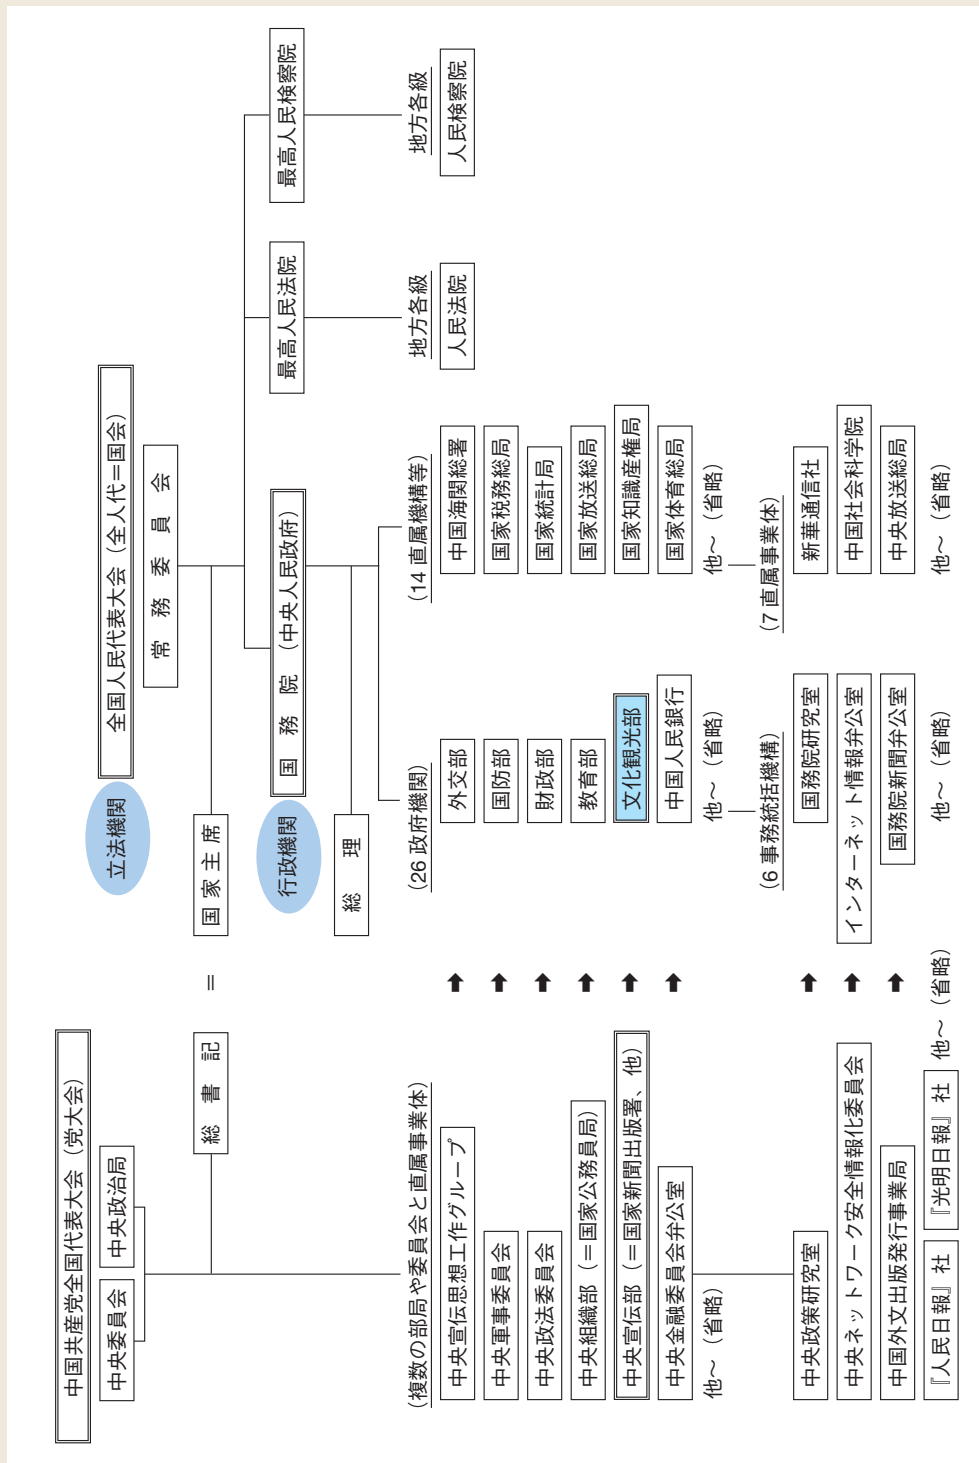 中国共産党全国代表大会（党大会）
中央委員会
中央政治局
総書記
＝
国家主席
立法機関
全国人民代表大会（全人代＝国会）
常務委員会
行政機関
国務院（中央人民政府）
総理
最高人民法院
最高人民検察院
（複数の部局や委員会と直属事業体）
中央宣伝思想工作グループ
中央軍事委員会
中央政法委員会
中央組織部（＝国家公務員局）
中央宣伝部（＝国家新聞出版署、他）
中央金融委員会弁公室
他～（省略）
中央政策研究室
中央ネットワーク安全情報化委員会
中国外文出版発行事業局
『人民日報』社
『光明日報』社
他～（省略）
（26政府機関）
外交部
国防部
財政部
教育部
文化観光部
中国人民銀行
他～（省略）
（6事務統括機構）
国務院研究室
インターネット情報弁公室
国務院新聞弁公室
他～（省略）
（14直属機構等）
中国海関総署
国家税務総局
国家統計局
国家放送総局
国家知識産権局
国家体育総局
他～（省略）
（7直属事業体）
新華通信社
中国社会科学院
中央放送総局
他～（省略）
地方各級
人民法院
地方各級
人民検察院